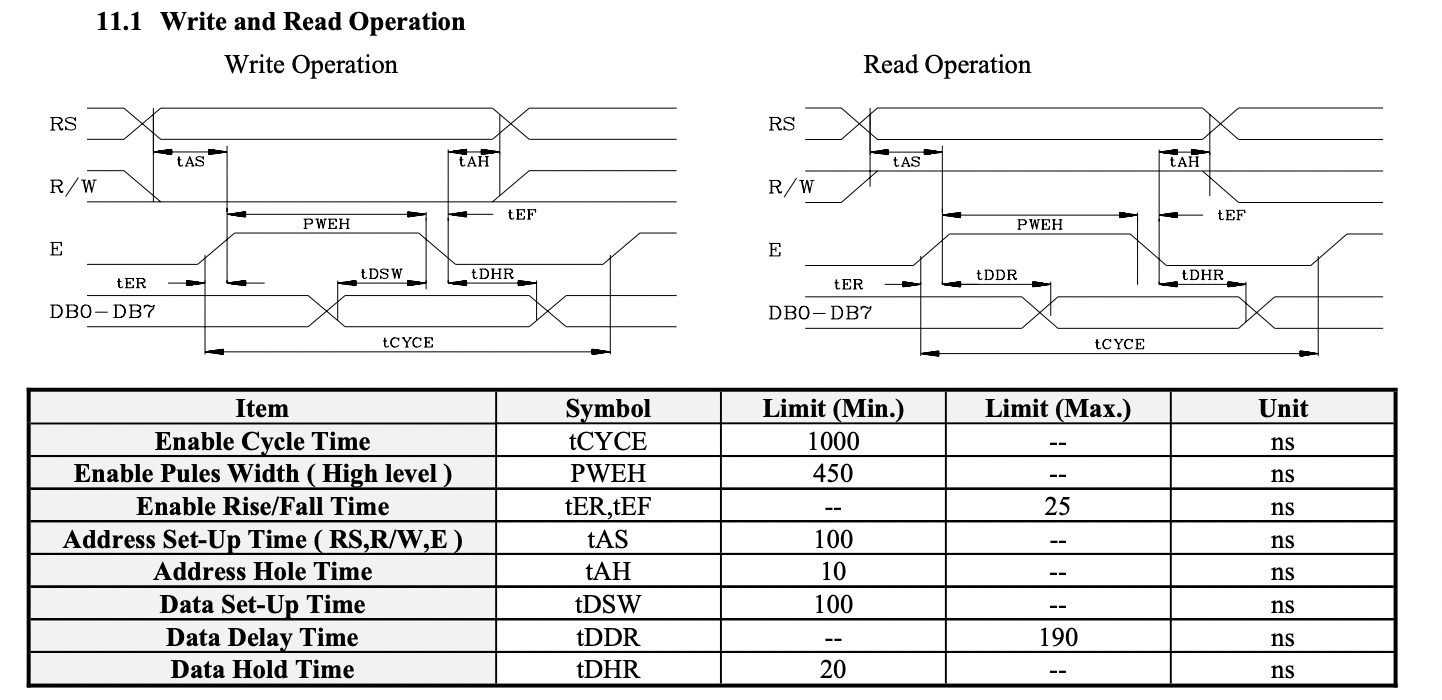 11.1 Write and Read Operation
Write Operation
RS
tAS
tAH
R/W
PWEH
tEF
E
tER
tDSW
tDHR
DB0-DB7
tCYCE
Read Operation
RS
tAS
tAH
R/W
PWEH
tEF
E
tER
tDDR
tDHR
DB0-DB7
tCYCE
Item Symbol Limit (Min.) Limit (Max.) Unit
Enable Cycle Time tCYCE 1000 -- ns
Enable Pules Width ( High level ) PWEH 450 -- ns
Enable Rise/Fall Time tER,tEF -- 25 ns
Address Set-Up Time ( RS,R/W,E ) tAS 100 -- ns
Address Hole Time tAH 10 -- ns
Data Set-Up Time tDSW 100 -- ns
Data Delay Time tDDR -- 190 ns
Data Hold Time tDHR 20 -- ns